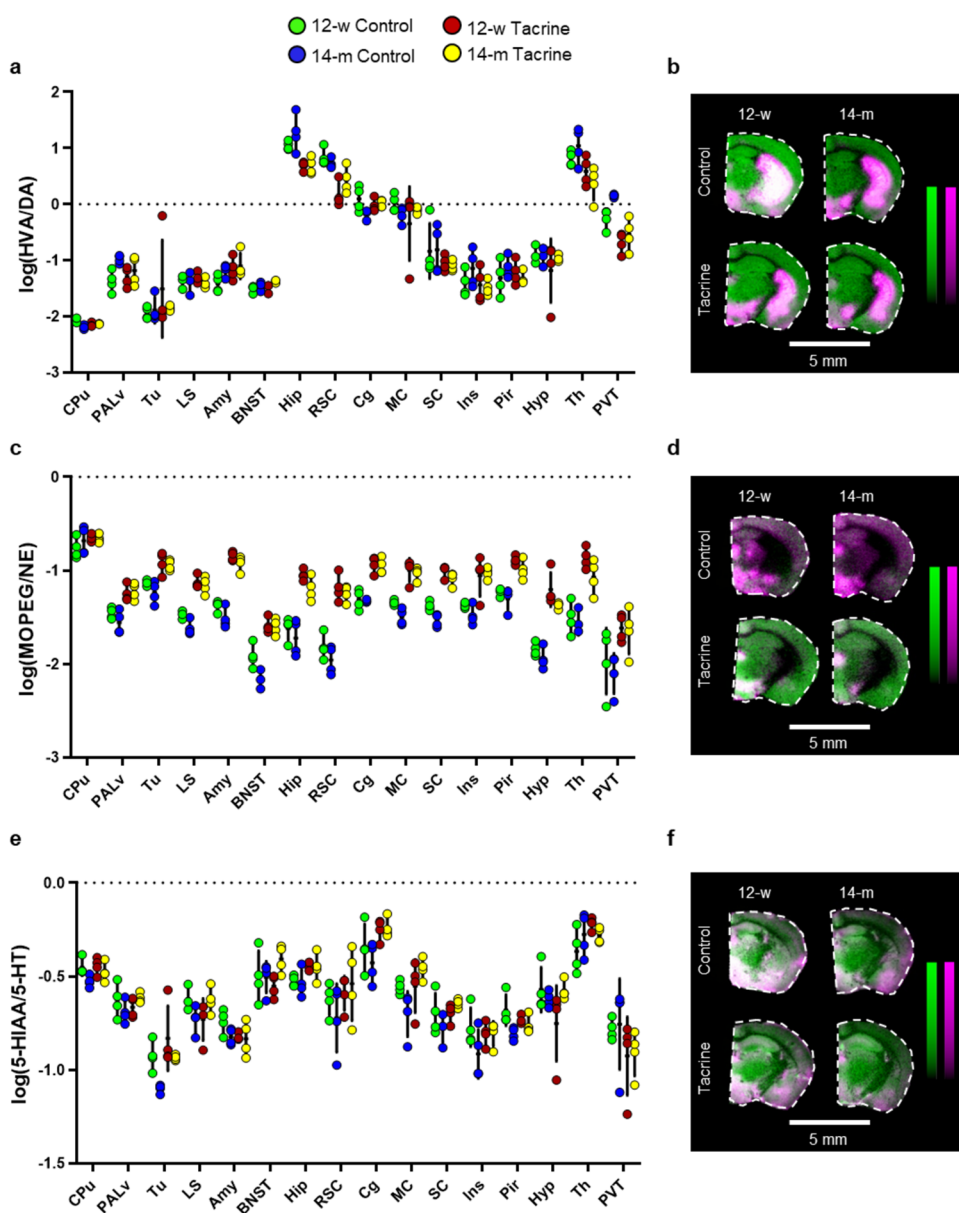 12-w Control 12-w Tacrine
14-m Control 14-m Tacrine
a
b
log(HVA/DA)
2
1
0
-1
-2
-3
CPu PALv Tu LS Amy BNST Hip RSC Cg MC SC Ins Pir Hyp Th PVT
12-w 14-m
Control
Tacrine
5 mm
c
d
log(MOPEG/NE)
0
-1
-2
-3
CPu PALv Tu LS Amy BNST Hip RSC Cg MC SC Ins Pir Hyp Th PVT
12-w 14-m
Control
Tacrine
5 mm
e
f
log(5-HIAA/5-HT)
0.0
-0.5
-1.0
-1.5
CPu PALv Tu LS Amy BNST Hip RSC Cg MC SC Ins Pir Hyp Th PVT
12-w 14-m
Control
Tacrine
5 mm